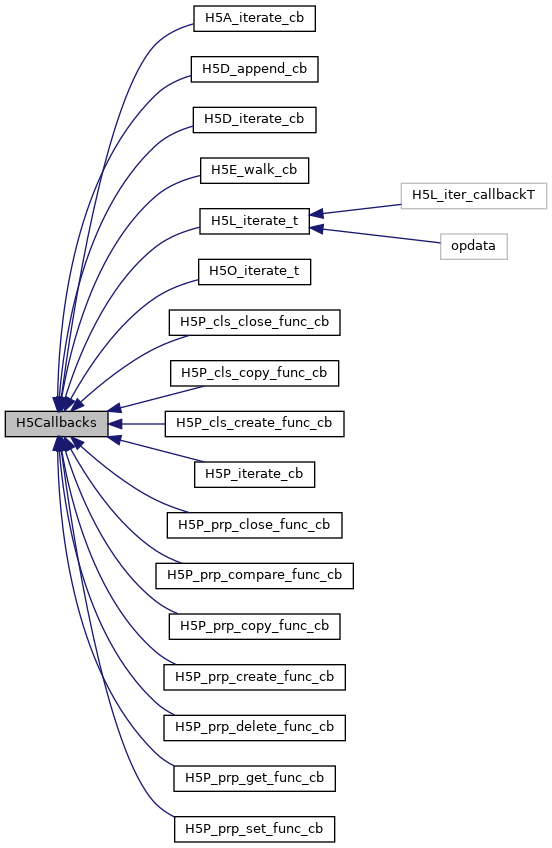 H5A_iterate_cb
H5D_append_cb
H5D_iterate_cb
H5E_walk_cb
H5L_iterate_t
H5L_iter_callbackT
opdata
H5O_iterate_t
H5P_cls_close_func_cb
H5P_cls_copy_func_cb
H5Callbacks
H5P_cls_create_func_cb
H5P_iterate_cb
H5P_prp_close_func_cb
H5P_prp_compare_func_cb
H5P_prp_copy_func_cb
H5P_prp_create_func_cb
H5P_prp_delete_func_cb
H5P_prp_get_func_cb
H5P_prp_set_func_cb